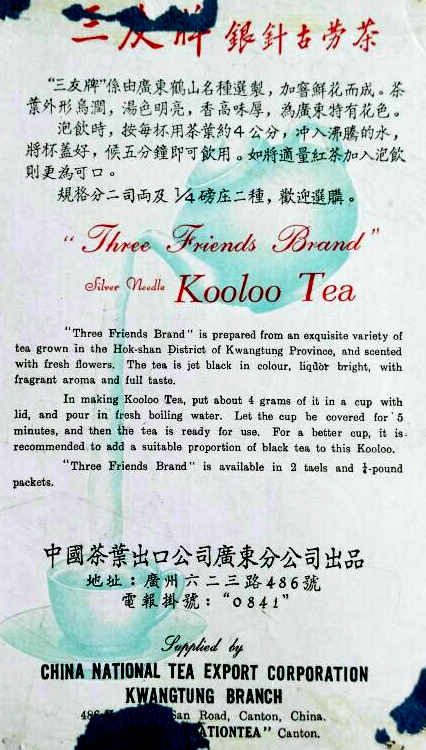 三友牌 銀針古劳茶
“三友牌”係由廣東鶴山名種選製，加窨鮮花而成。茶
葉外形烏潤，湯色明亮，香高味厚，為廣東特有花色。
泡飲時，按每杯用茶葉約4公分，冲入沸騰的水，
將杯蓋好，候五分鐘即可飲用。如將適量紅茶加入泡飲
則更為可口。
規格分二司両及¼磅庄二種，歡迎選購。
“Three Friends Brand”
Silver Needle Kooloo Tea
"Three Friends Brand" is prepared from an exquisite variety of
tea grown in the Hok-shan District of Kwangtung Province, and scented
with fresh flowers. The tea is jet black in colour, liquor bright, with
fragrant aroma and full taste.
In making Kooloo Tea, put about 4 grams of it in a cup with
lid, and pour in fresh boiling water. Let the cup be covered for 5
minutes, and then the tea is ready for use. For a better cup, it is
recommended to add a suitable proportion of black tea to this Kooloo.
"Three Friends Brand" is available in 2 taels and ¼-pound
packets.
中國茶葉出口公司廣東分公司出品
地址：廣州六二三路486號
電報掛號：“0841”
Supplied by
CHINA NATIONAL TEA EXPORT CORPORATION
KWANGTUNG BRANCH
486 San Road, Canton, China.
ATIONTEA" Canton.